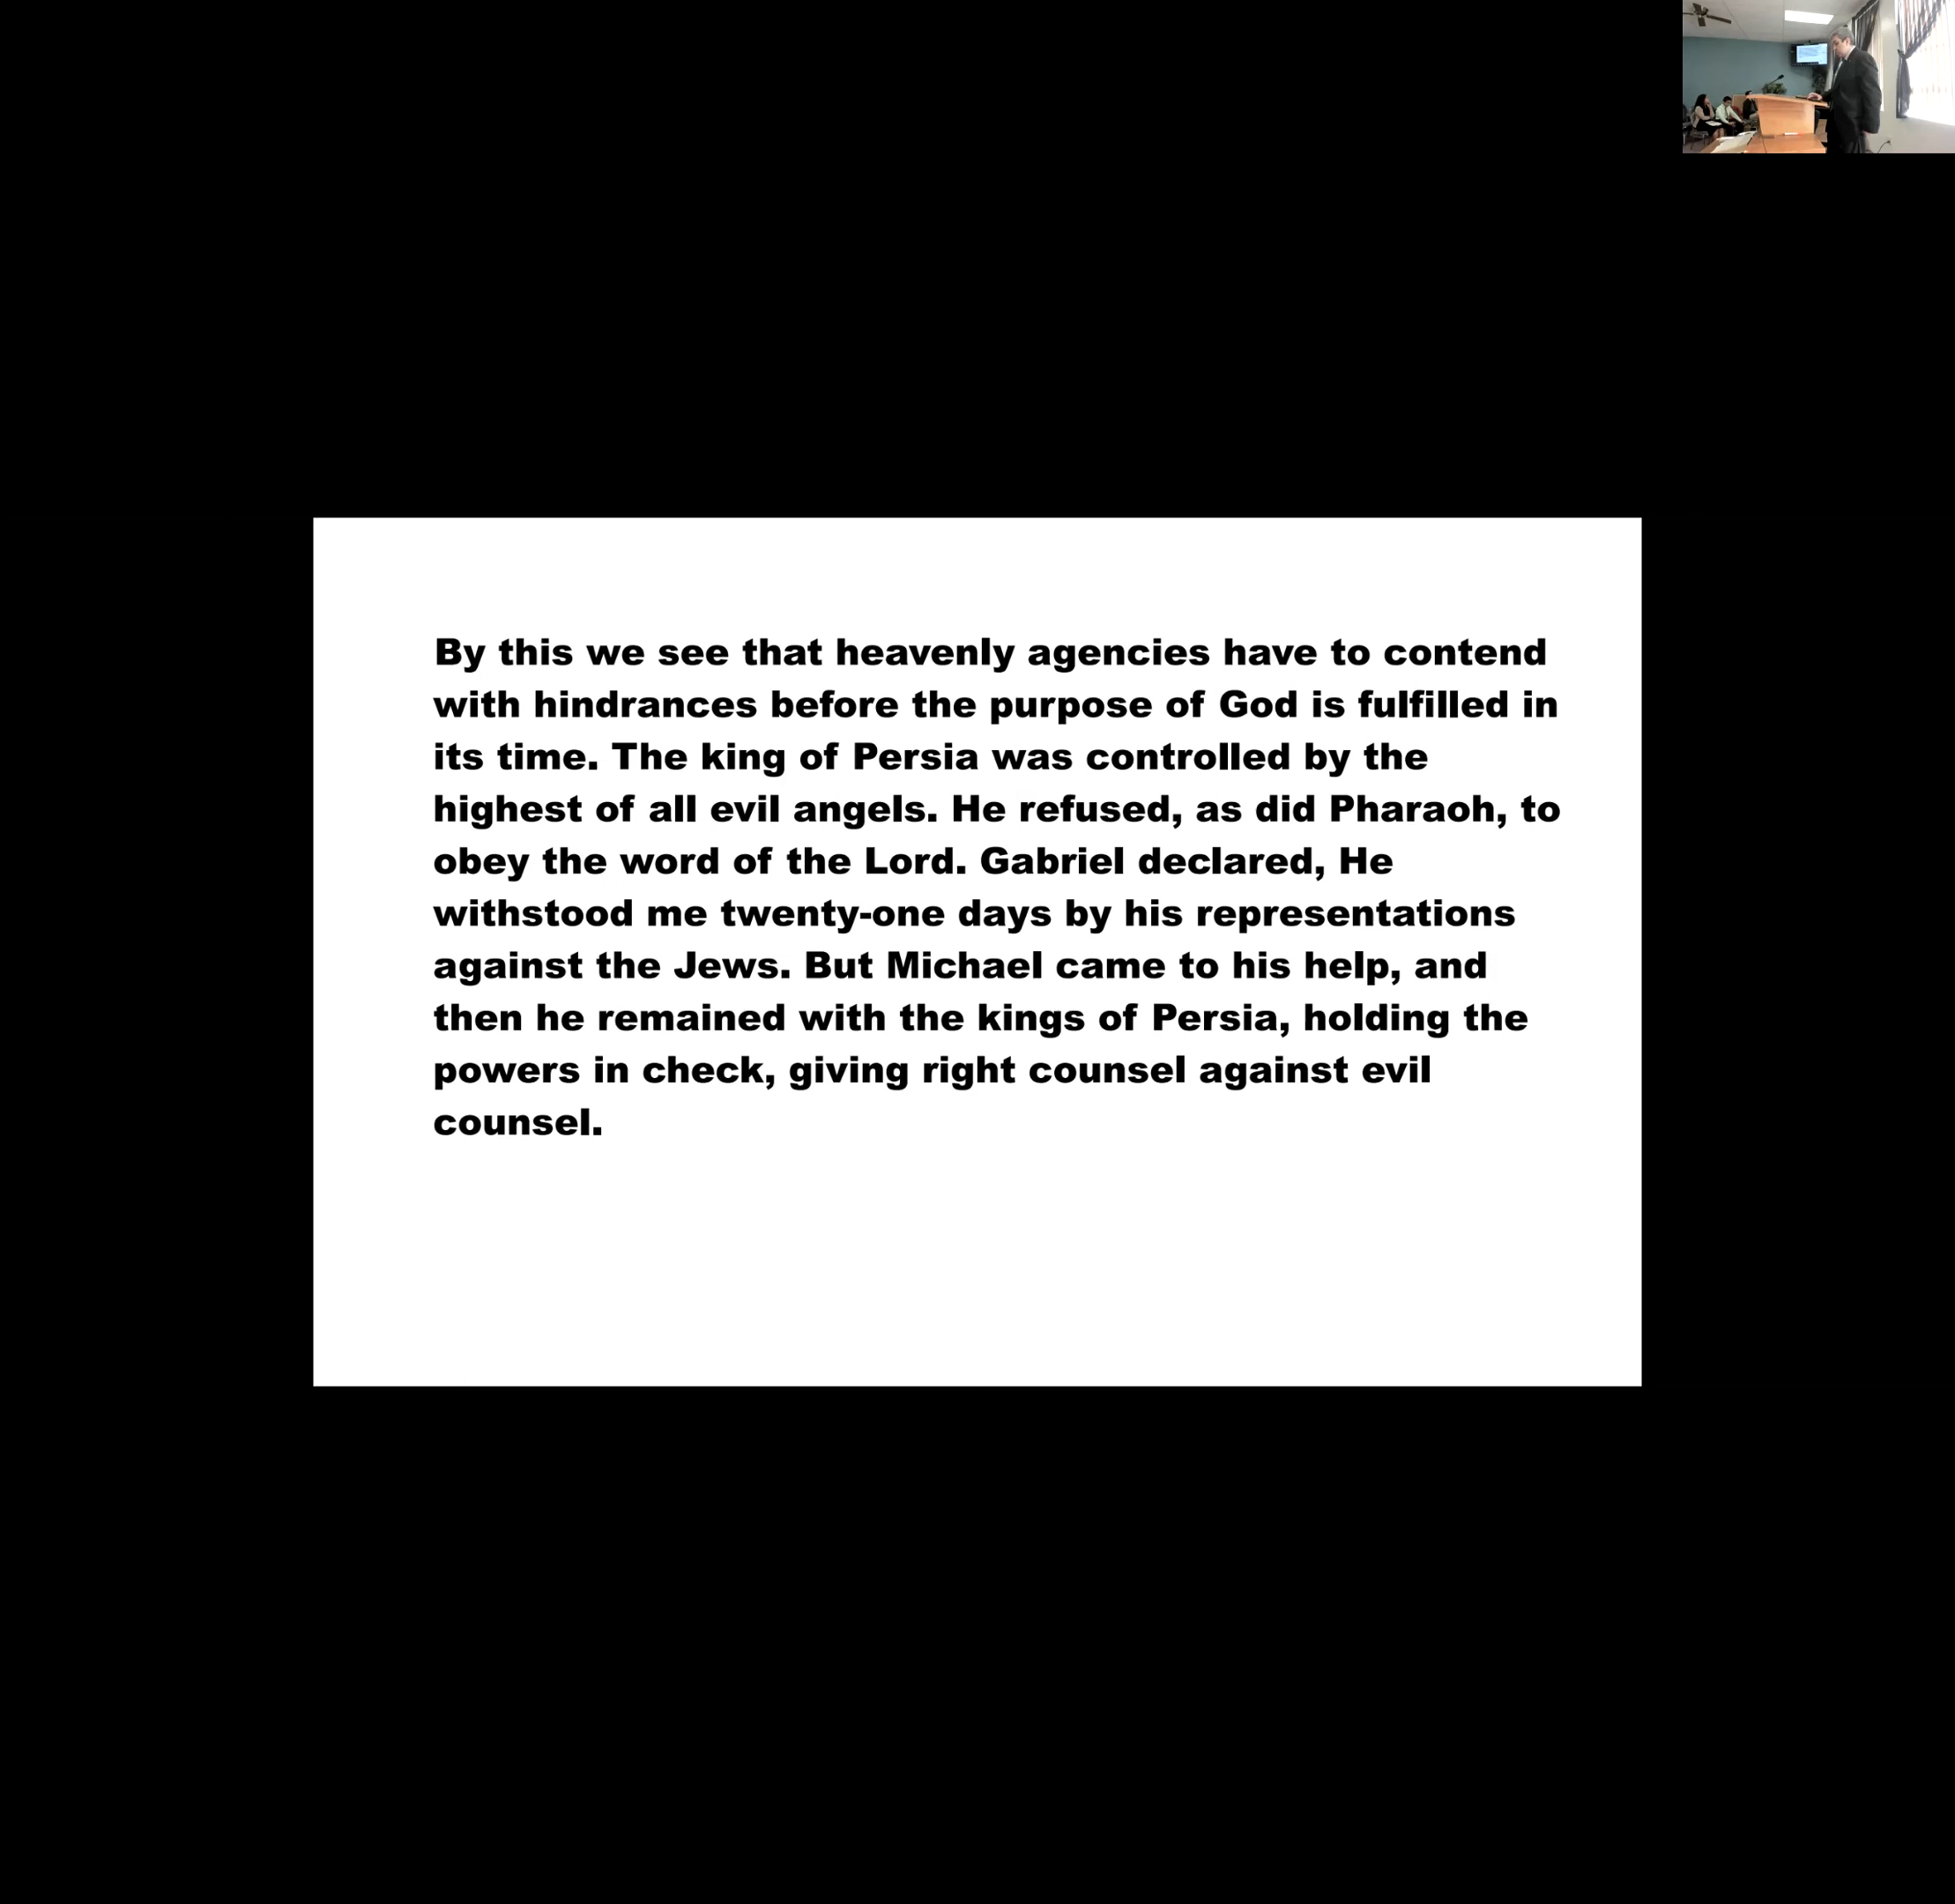 By this we see that heavenly agencies have to contend
with hindrances before the purpose of God is fulfilled in
its time. The king of Persia was controlled by the
highest of all evil angels. He refused, as did Pharaoh, to
obey the word of the Lord. Gabriel declared, He
withstood me twenty-one days by his representations
against the Jews. But Michael came to his help, and
then he remained with the kings of Persia, holding the
powers in check, giving right counsel against evil
counsel.